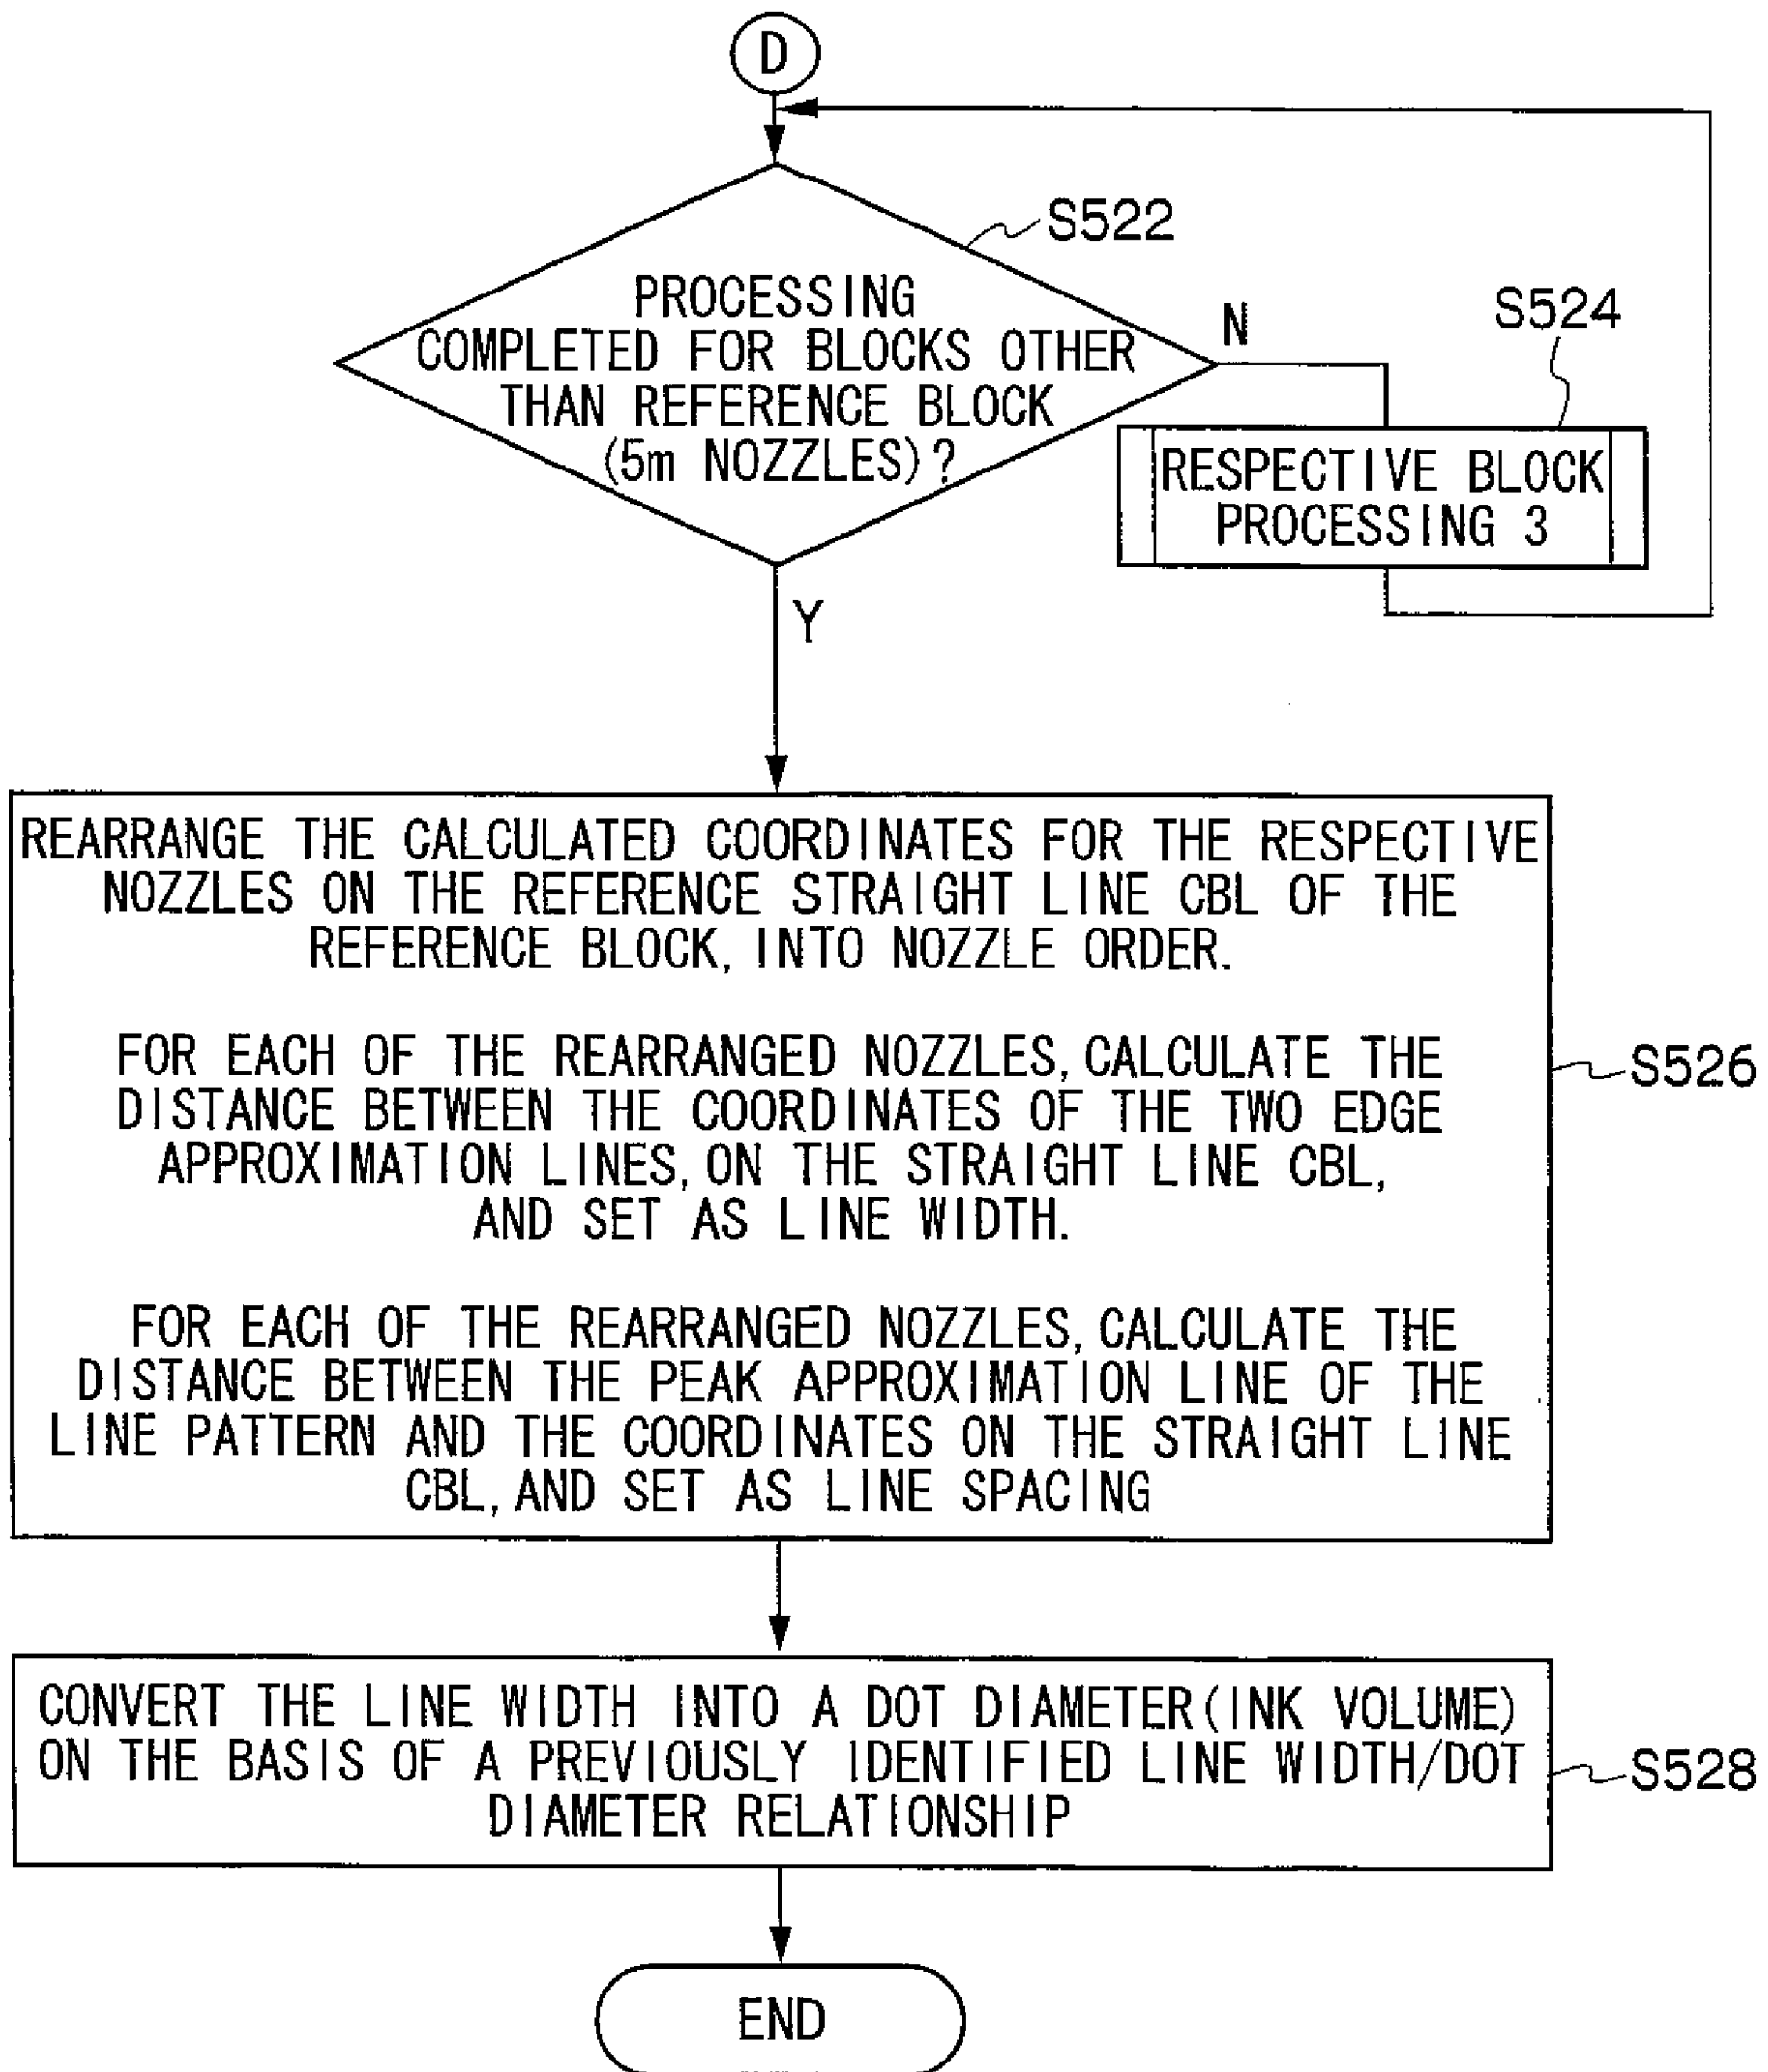 D
S522
PROCESSING
COMPLETED FOR BLOCKS OTHER
THAN REFERENCE BLOCK
(5m NOZZLES)?
N
S524
RESPECTIVE BLOCK
PROCESSING 3
Y
REARRANGE THE CALCULATED COORDINATES FOR THE RESPECTIVE
NOZZLES ON THE REFERENCE STRAIGHT LINE CBL OF THE
REFERENCE BLOCK, INTO NOZZLE ORDER.
FOR EACH OF THE REARRANGED NOZZLES, CALCULATE THE
DISTANCE BETWEEN THE COORDINATES OF THE TWO EDGE
APPROXIMATION LINES, ON THE STRAIGHT LINE CBL,
AND SET AS LINE WIDTH.
FOR EACH OF THE REARRANGED NOZZLES, CALCULATE THE
DISTANCE BETWEEN THE PEAK APPROXIMATION LINE OF THE
LINE PATTERN AND THE COORDINATES ON THE STRAIGHT LINE
CBL, AND SET AS LINE SPACING
S526
CONVERT THE LINE WIDTH INTO A DOT DIAMETER(INK VOLUME)
ON THE BASIS OF A PREVIOUSLY IDENTIFIED LINE WIDTH/DOT
DIAMETER RELATIONSHIP
S528
END